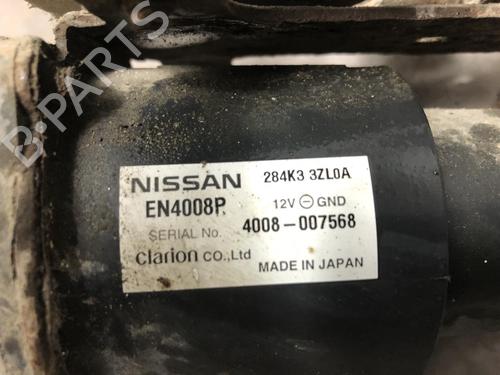 B-PARTS
NISSAN 284K3 3ZL0A
EN4008P 12V ⊖ GND
SERIAL No. 4008-007568
Clarion CO.,Ltd MADE IN JAPAN